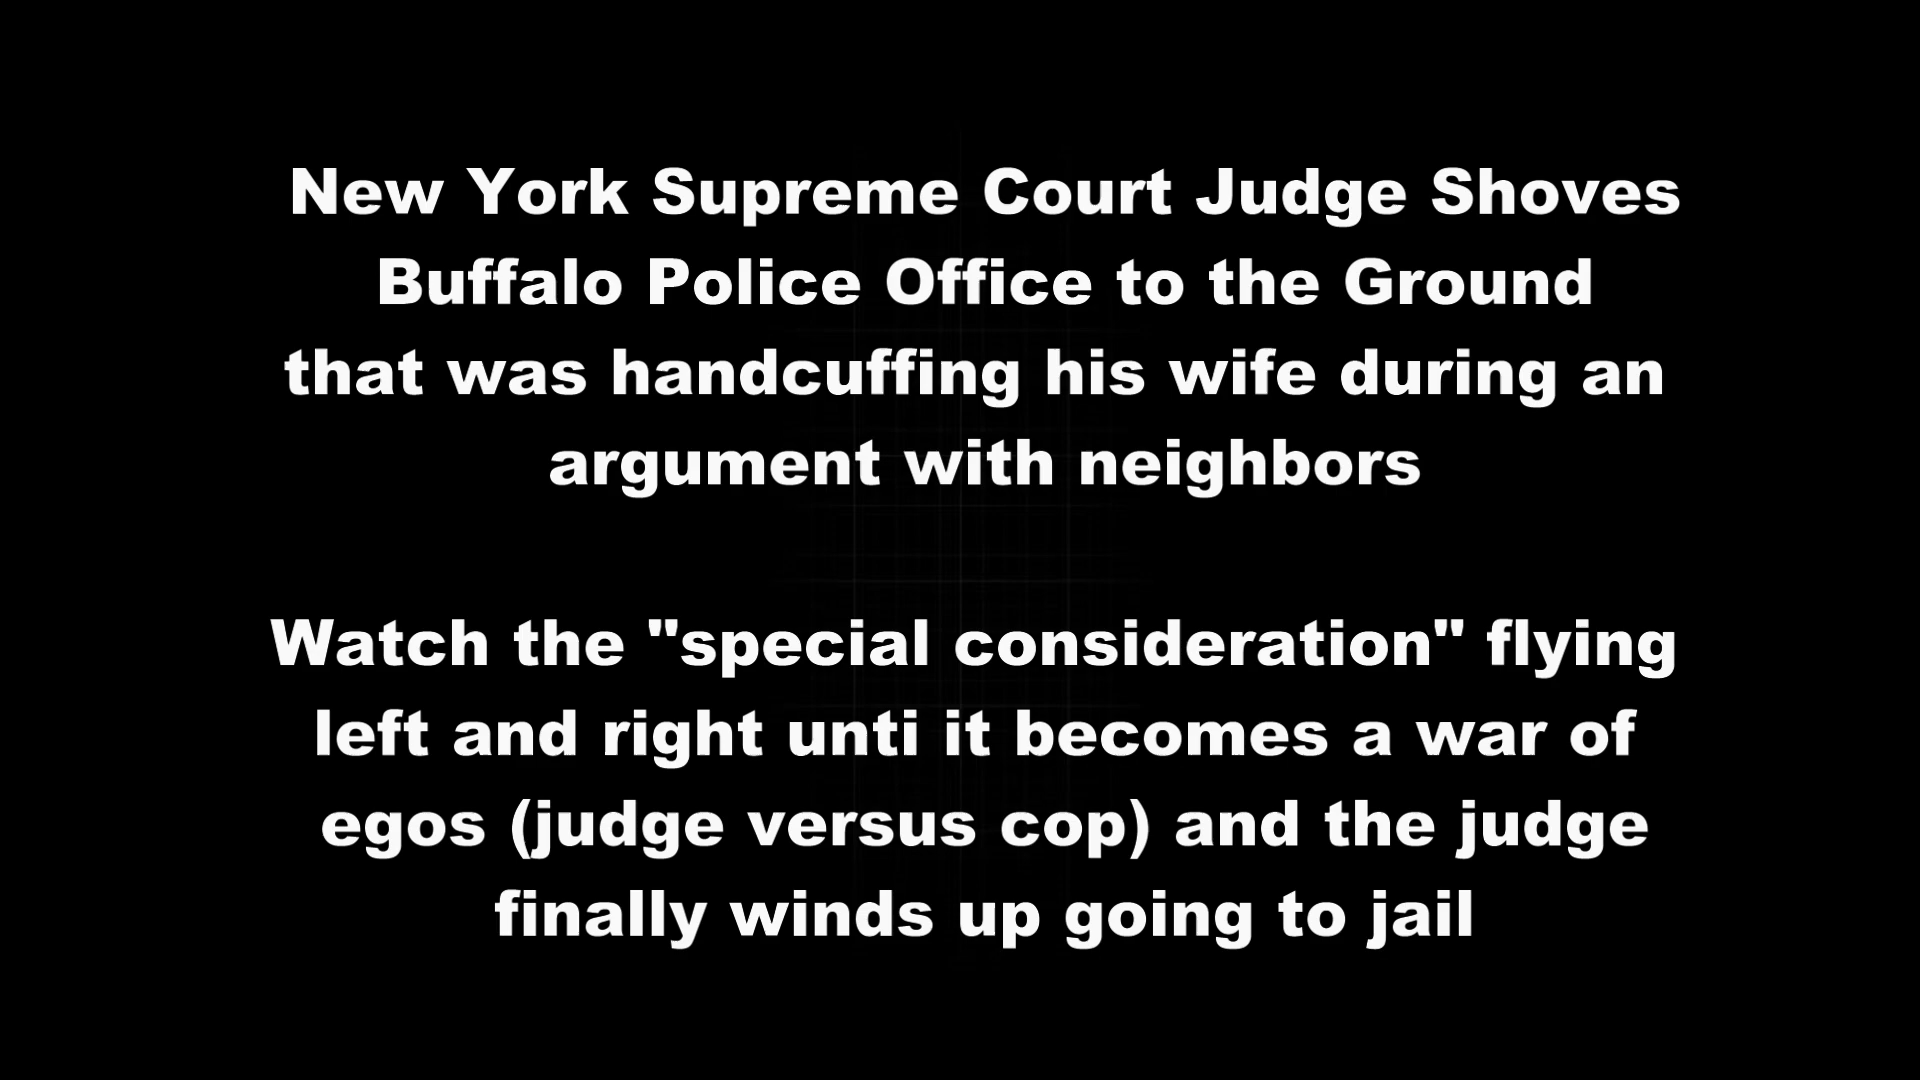 New York Supreme Court Judge Shoves
Buffalo Police Office to the Ground
that was handcuffing his wife during an
argument with neighbors
Watch the "special consideration" flying
left and right unti it becomes a war of
egos (judge versus cop) and the judge
finally winds up going to jail